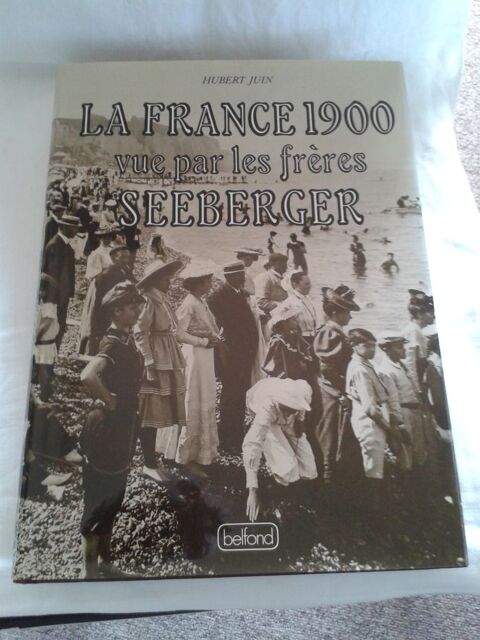 HUBERT JUIN
LA FRANCE 1900
vue par les frères
SEEBERGER
belfond